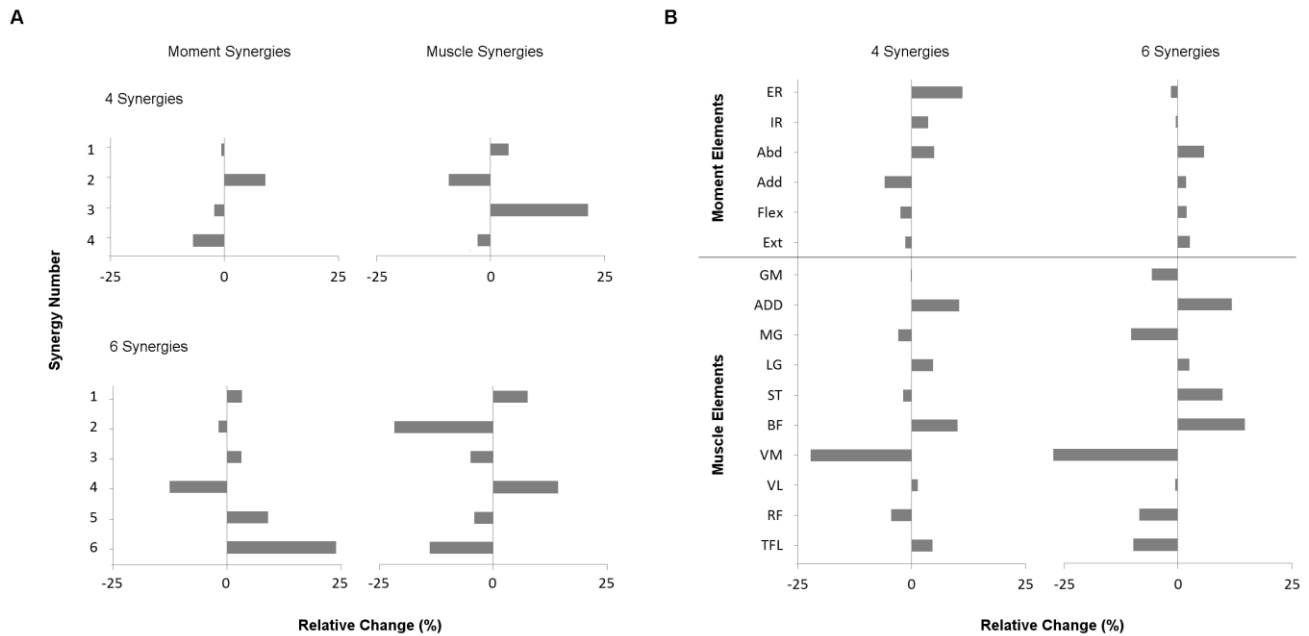 A
Moment Synergies
Muscle Synergies
4 Synergies
1
2
3
4
-25
0
25
-25
0
25
Synergy Number
6 Synergies
1
2
3
4
5
6
-25
0
25
-25
0
25
Relative Change (%)
B
4 Synergies
6 Synergies
Moment Elements
ER
IR
Abd
Add
Flex
Ext
Muscle Elements
GM
ADD
MG
LG
ST
BF
VM
VL
RF
TFL
-25
0
25
-25
0
25
Relative Change (%)